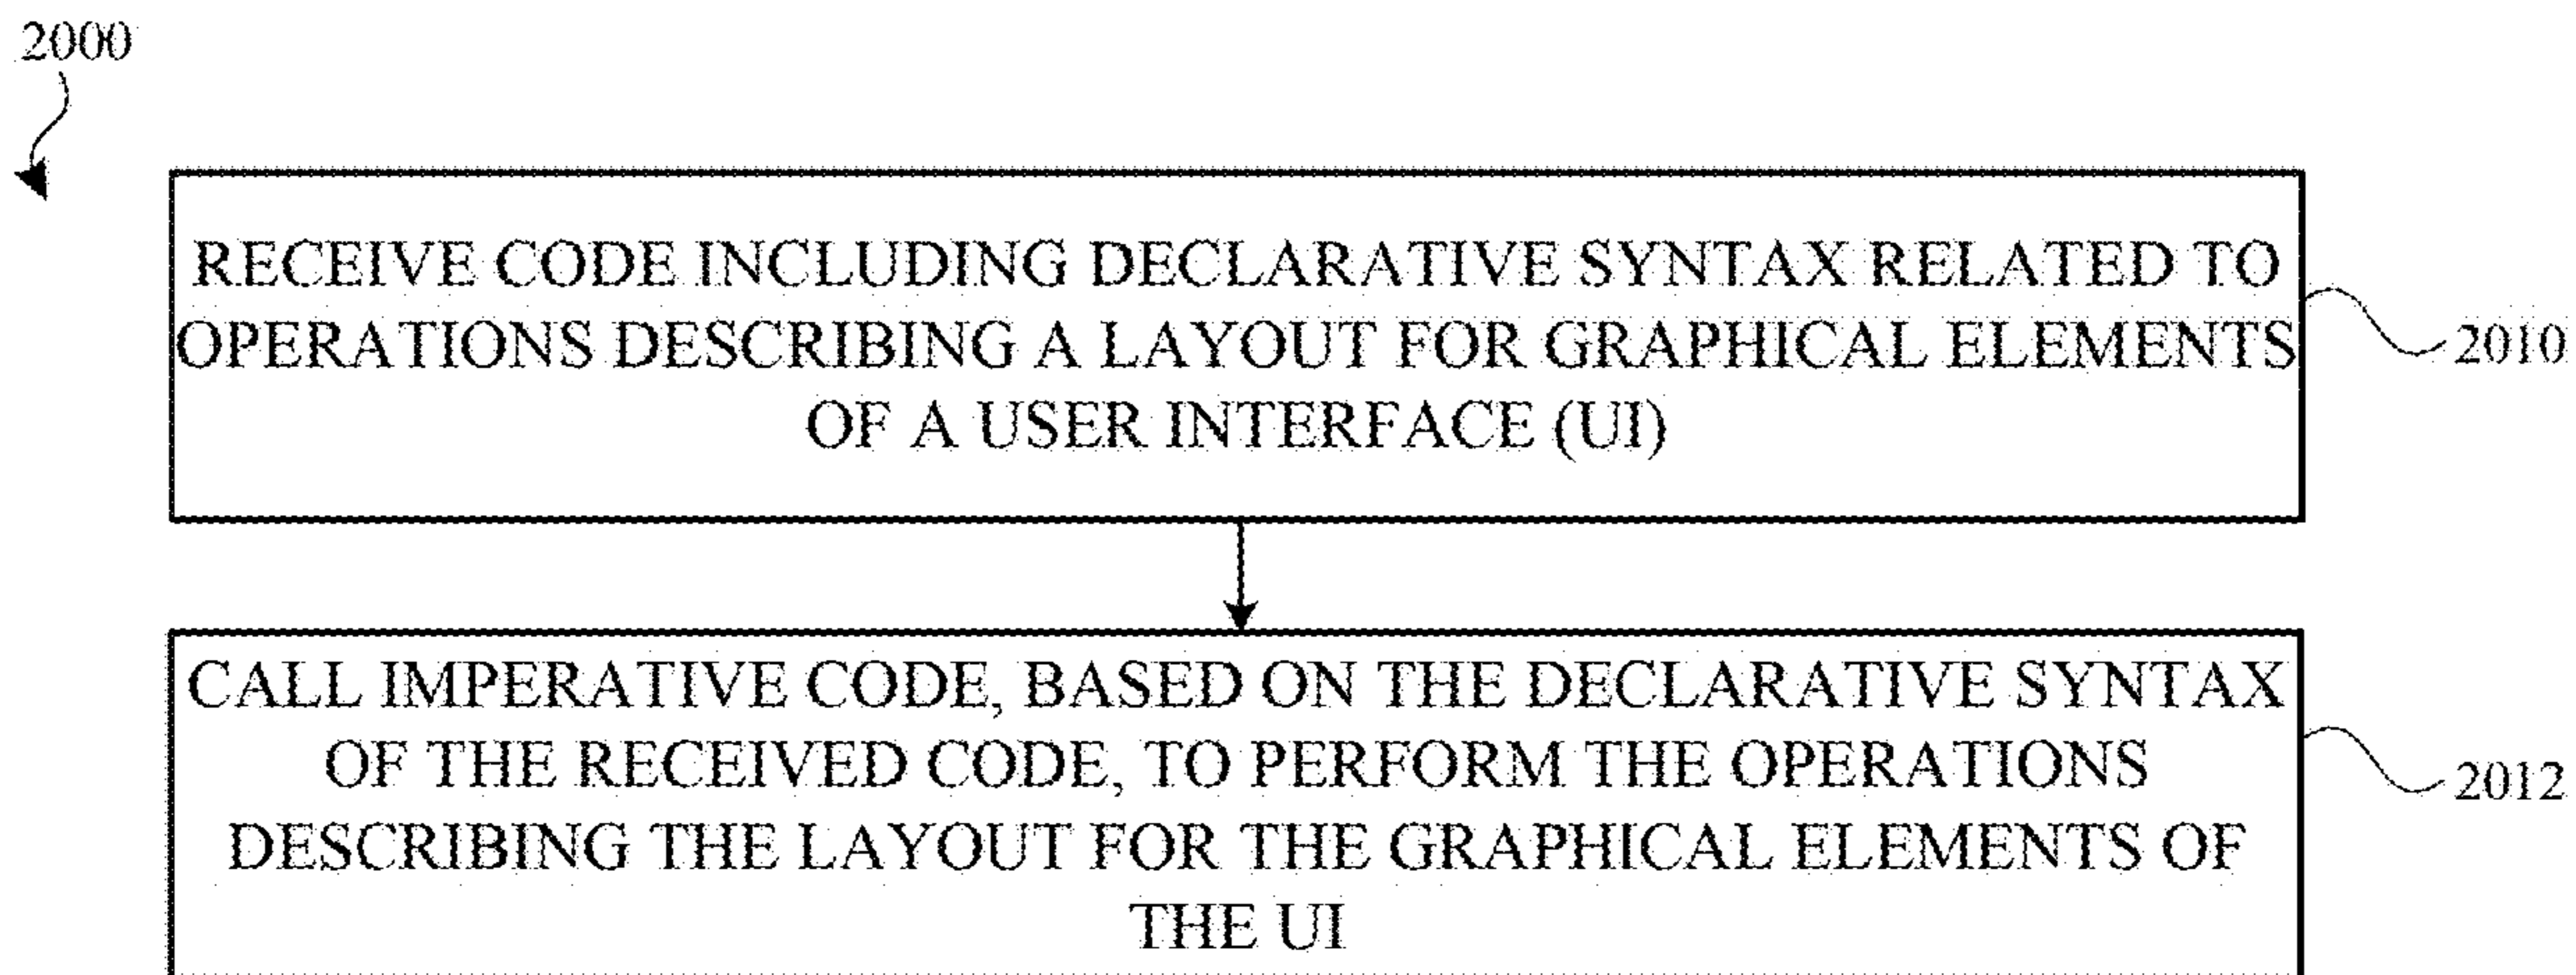 2000
RECEIVE CODE INCLUDING DECLARATIVE SYNTAX RELATED TO
OPERATIONS DESCRIBING A LAYOUT FOR GRAPHICAL ELEMENTS
OF A USER INTERFACE (UI)
2010
CALL IMPERATIVE CODE, BASED ON THE DECLARATIVE SYNTAX
OF THE RECEIVED CODE, TO PERFORM THE OPERATIONS
DESCRIBING THE LAYOUT FOR THE GRAPHICAL ELEMENTS OF
THE UI
2012